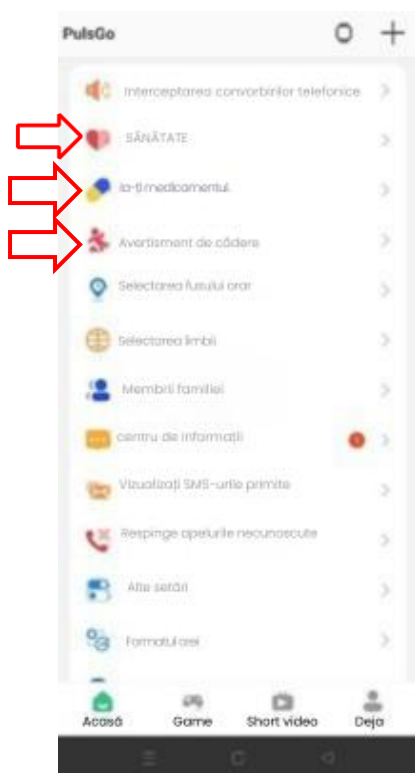 PulsGo
Interceptarea convorbirilor telefonice
SĂNĂTATE
Ia-ți medicamentul.
Avertisment de cădere
Selectarea fusului orar
Selectarea limbii
Membrii familiei
centru de informații
Vizualizați SMS-urile primite
Respinge apelurile necunoscute
Alte setări
Formatul orei
Acasă
Game
Short video
Deja